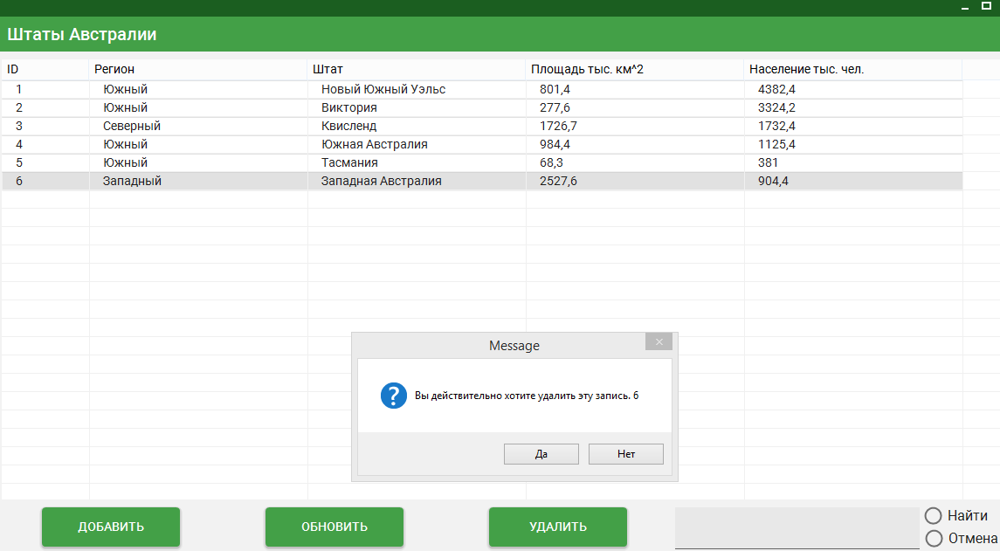 Штаты Австралии
ID Регион Штат Площадь тыс. км^2 Население тыс. чел.
1 Южный Новый Южный Уэльс 801,4 4382,4
2 Южный Виктория 277,6 3324,2
3 Северный Квисленд 1726,7 1732,4
4 Южный Южная Австралия 984,4 1125,4
5 Южный Тасмания 68,3 381
6 Западный Западная Австралия 2527,6 904,4
Message
Вы действительно хотите удалить эту запись. 6
Да Нет
ДОБАВИТЬ ОБНОВИТЬ УДАЛИТЬ Найти
Отмена